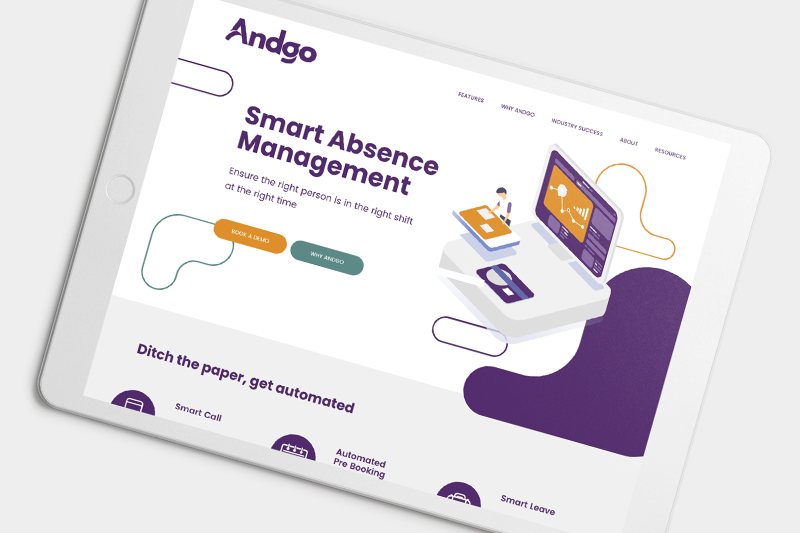 Andgo
FEATURES
WHY ANDGO
INDUSTRY SUCCESS
ABOUT
RESOURCES
Smart Absence
Management
Ensure the right person is in the right shift
at the right time
BOOK A DEMO
WHY ANDGO
Ditch the paper, get automated
Smart Call
Automated
Pre Booking
Smart Leave